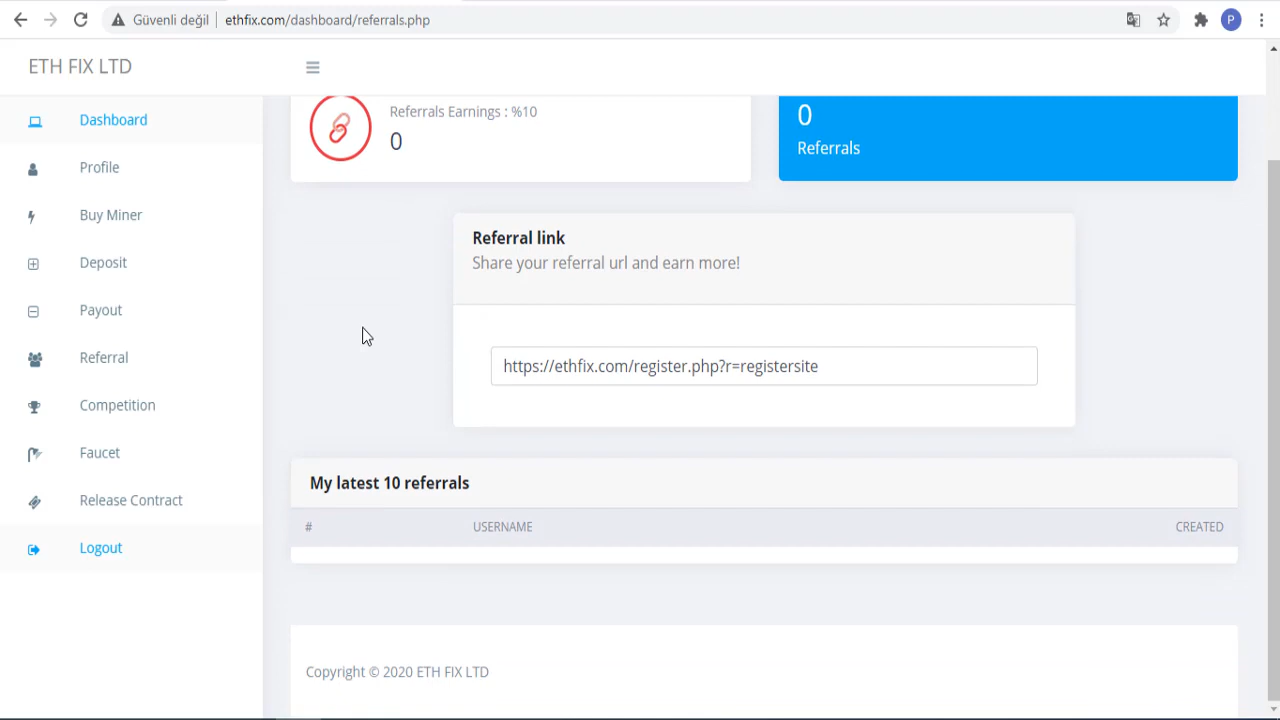 Güvenli değil
ethfix.com/dashboard/referrals.php
P
ETH FIX LTD
Dashboard
Profile
Buy Miner
Deposit
Payout
Referral
Competition
Faucet
Release Contract
Logout
Referrals Earnings : %10
0
0
Referrals
Referral link
Share your referral url and earn more!
https://ethfix.com/register.php?r=registersite
My latest 10 referrals
# USERNAME CREATED
Copyright © 2020 ETH FIX LTD